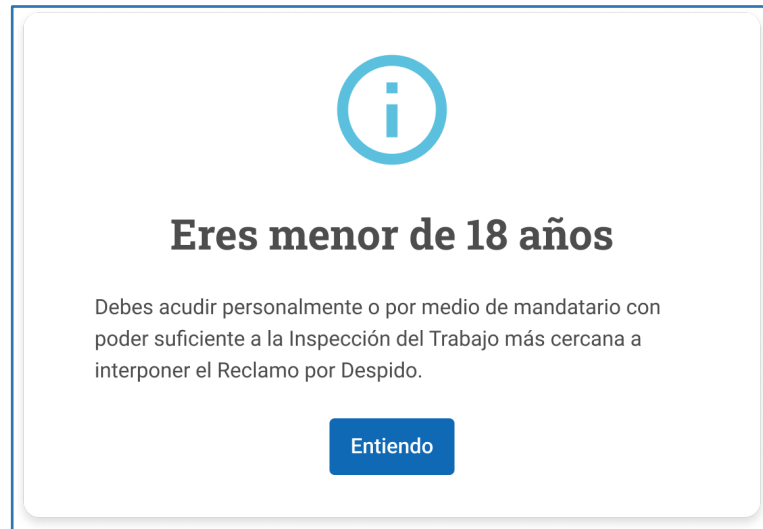 Eres menor de 18 años
Debes acudir personalmente o por medio de mandatario con
poder suficiente a la Inspección del Trabajo más cercana a
interponer el Reclamo por Despido.
Entiendo